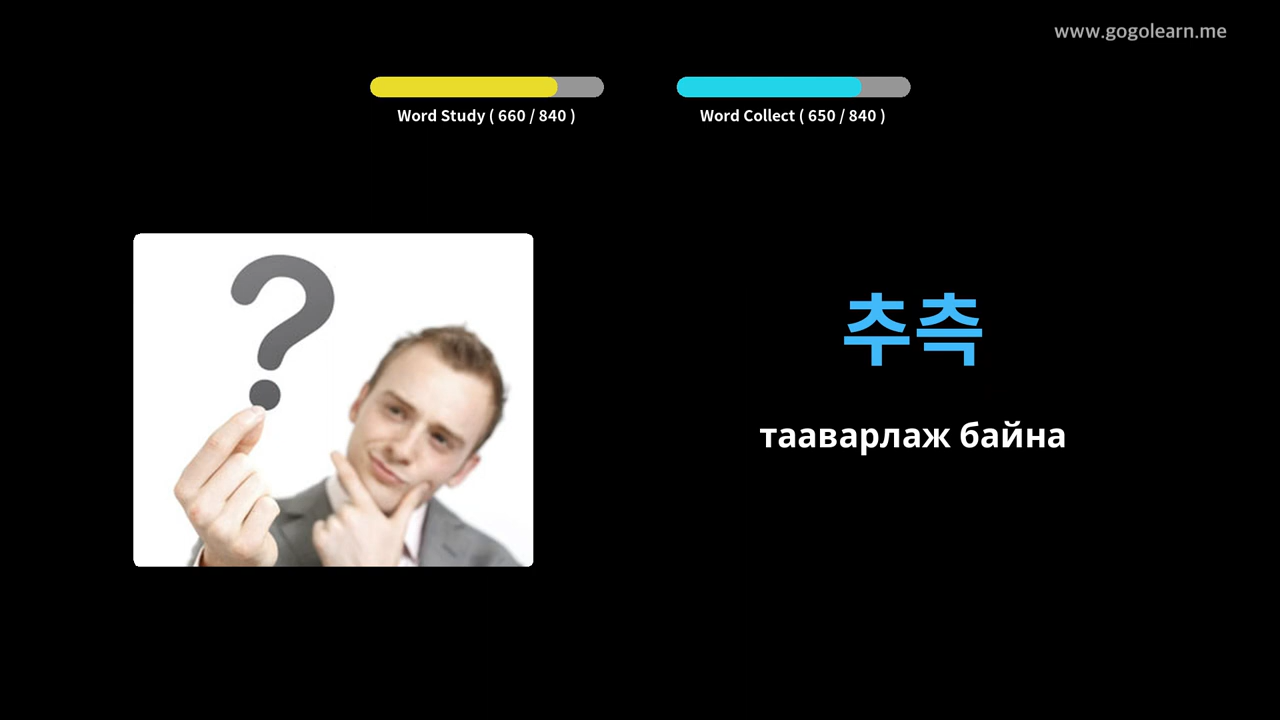 www.gogolearn.me
Word Study ( 660 / 840 )
Word Collect ( 650 / 840 )
?
추측
тааварлаж байна